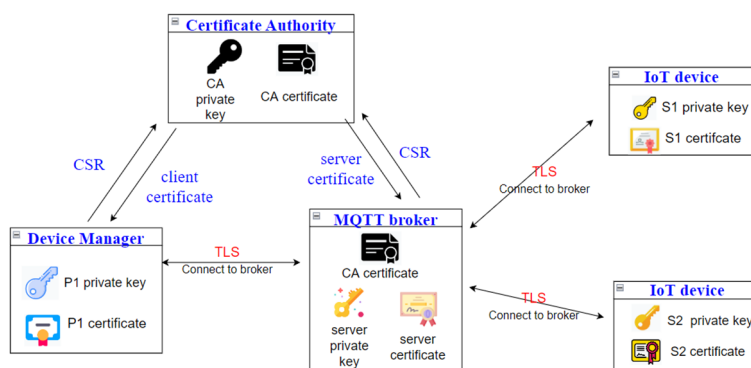 Certificate Authority
CA
private
key
CA certificate
IoT device
S1 private key
S1 certifcate
CSR
client
certificate
server
certificate
CSR
TLS
Connect to broker
Device Manager
P1 private key
P1 certificate
TLS
Connect to broker
MQTT broker
CA certificate
server
private
key
server
certificate
TLS
Connect to broker
IoT device
S2 private key
S2 certificate